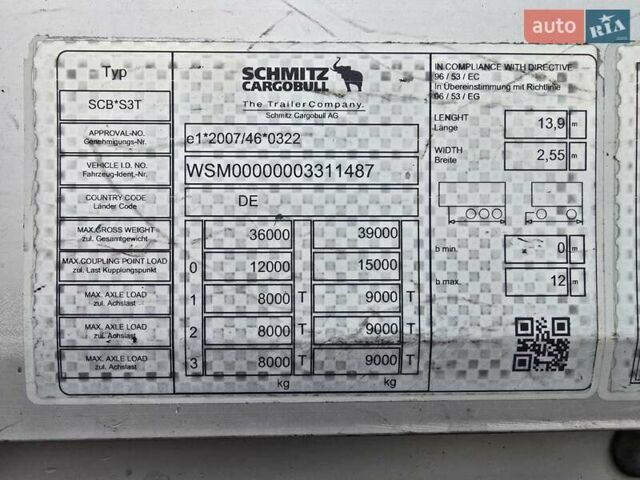 auto RIA
Typ
SCB*S3T
APPROVAL-NO.
Genehmigungs-Nr.
VEHICLE I.D. NO.
Fahrzeug-Ident,-Nr.
COUNTRY CODE
Länder Code
MAX.GROSS WEIGHT
zul. Gesamtgewicht
MAX.COUPLING POINT LOAD
zul. Last Kupplungspunkt
MAX. AXLE LOAD
zul. Achslast
MAX. AXLE LOAD
zul. Achslast
MAX. AXLE LOAD
zul. Achslast
SCHMITZ
CARGOBULL
The Trailer Company.
Schmitz Cargobull AG
e1*2007/46*0322
WSM00000003311487
DE
36000 39000
0 12000 15000
1 8000 T 9000 T
2 8000 T 9000 T
3 8000 T 9000 T
kg kg
IN COMPLIANCE WITH DIRECTIVE
96 / 53 / EC
In Übereinstimmung mit Richtlinie
96 / 53 / EG
LENGHT
Länge
13,9 m
WIDTH
Breite
2,55 m
b min. 0 m
b max. 12 m